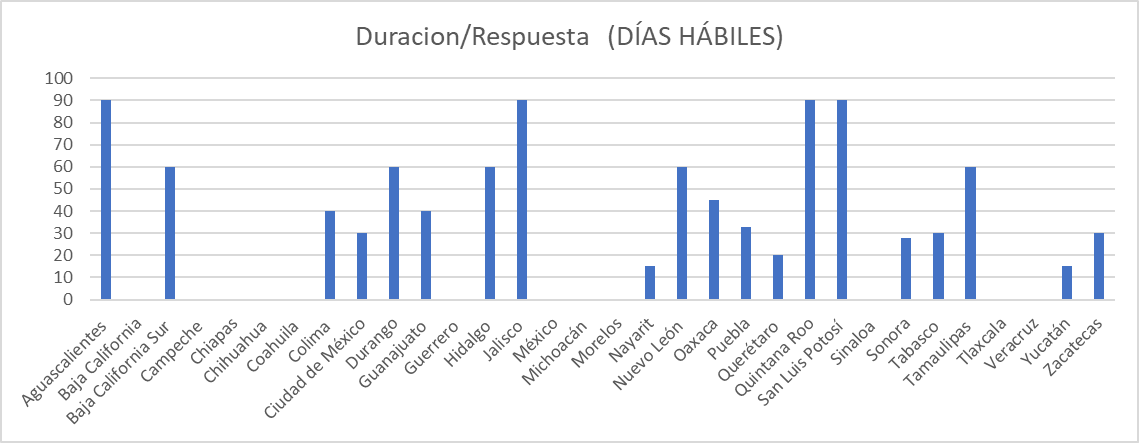 Duracion/Respuesta (DÍAS HÁBILES)
100
90
80
70
60
50
40
30
20
10
0
Aguascalientes
Baja California
Baja California Sur
Campeche
Chiapas
Chihuahua
Coahuila
Colima
Ciudad de México
Durango
Guanajuato
Guerrero
Hidalgo
Jalisco
México
Michoacán
Morelos
Nayarit
Nuevo León
Oaxaca
Puebla
Querétaro
Quintana Roo
San Luis Potosí
Sinaloa
Sonora
Tabasco
Tamaulipas
Tlaxcala
Veracruz
Yucatán
Zacatecas